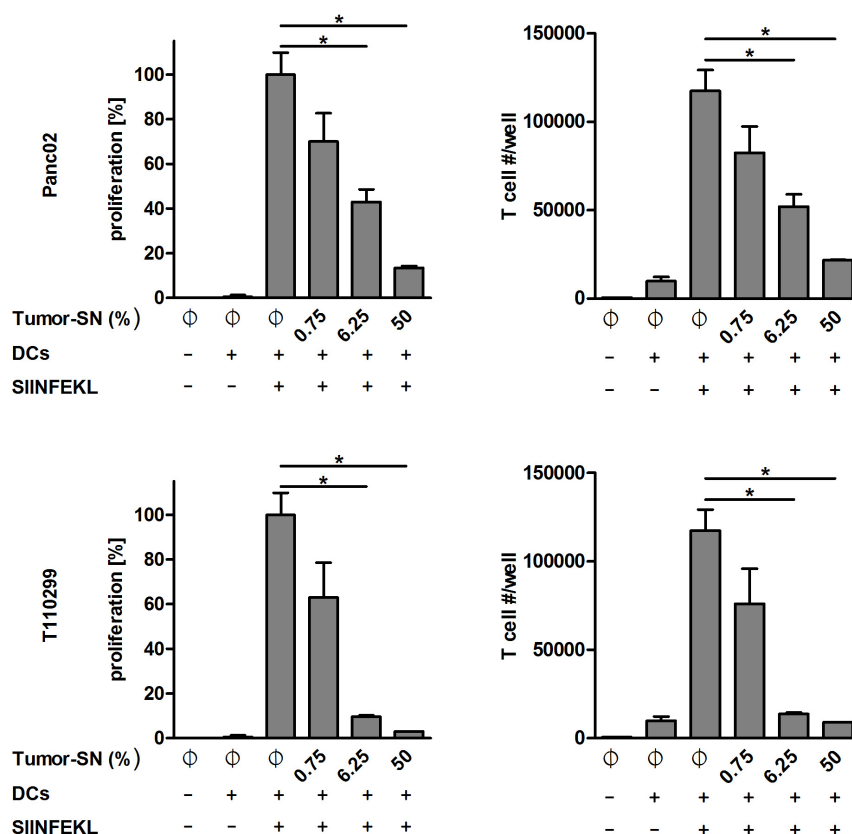 Panc02
proliferation [%]
*
*
100
80
60
40
20
0
Tumor-SN (%) Φ Φ Φ 0.75 6.25 50
DCs - + + + + +
SIINFEKL - - + + + +
T cell #/well
*
*
150000
100000
50000
0
Φ Φ Φ 0.75 6.25 50
- + + + + +
- - + + + +
T110299
proliferation [%]
*
*
100
80
60
40
20
0
Tumor-SN (%) Φ Φ Φ 0.75 6.25 50
DCs - + + + + +
SIINFEKL - - + + + +
T cell #/well
*
*
150000
100000
50000
0
Φ Φ Φ 0.75 6.25 50
- + + + + +
- - + + + +